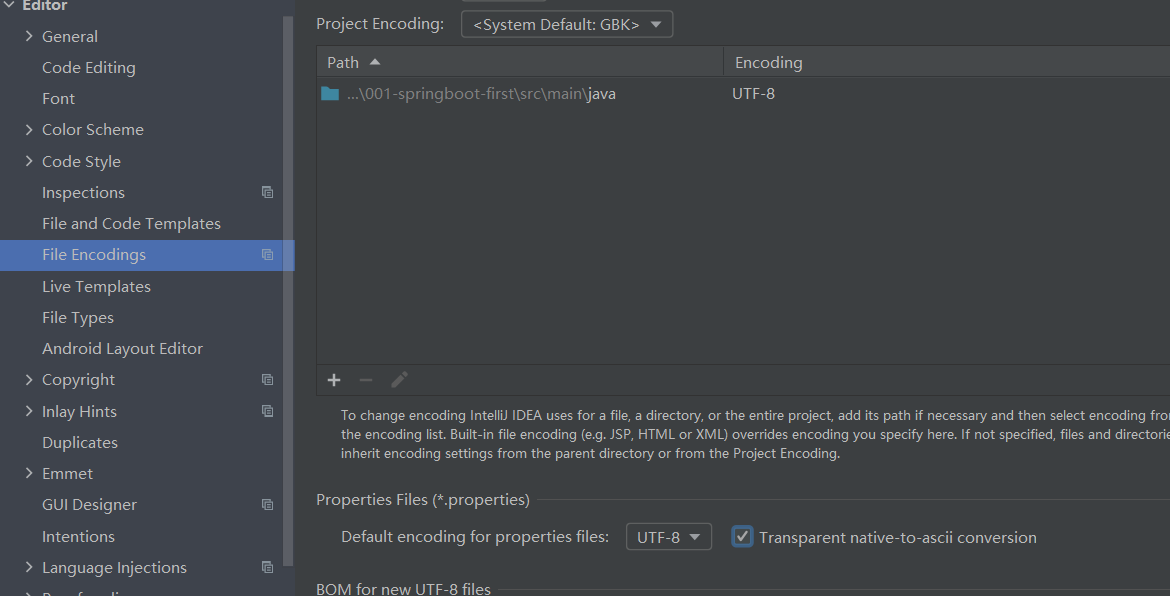 Editor
General
Code Editing
Font
Color Scheme
Code Style
Inspections
File and Code Templates
File Encodings
Live Templates
File Types
Android Layout Editor
Copyright
Inlay Hints
Duplicates
Emmet
GUI Designer
Intentions
Language Injections
Project Encoding: <System Default: GBK>
Path Encoding
...\001-springboot-first\src\main\java UTF-8
To change encoding IntelliJ IDEA uses for a file, a directory, or the entire project, add its path if necessary and then select encoding from
the encoding list. Built-in file encoding (e.g. JSP, HTML or XML) overrides encoding you specify here. If not specified, files and directories
inherit encoding settings from the parent directory or from the Project Encoding.
Properties Files (*.properties)
Default encoding for properties files: UTF-8 Transparent native-to-ascii conversion
BOM for new UTF-8 files